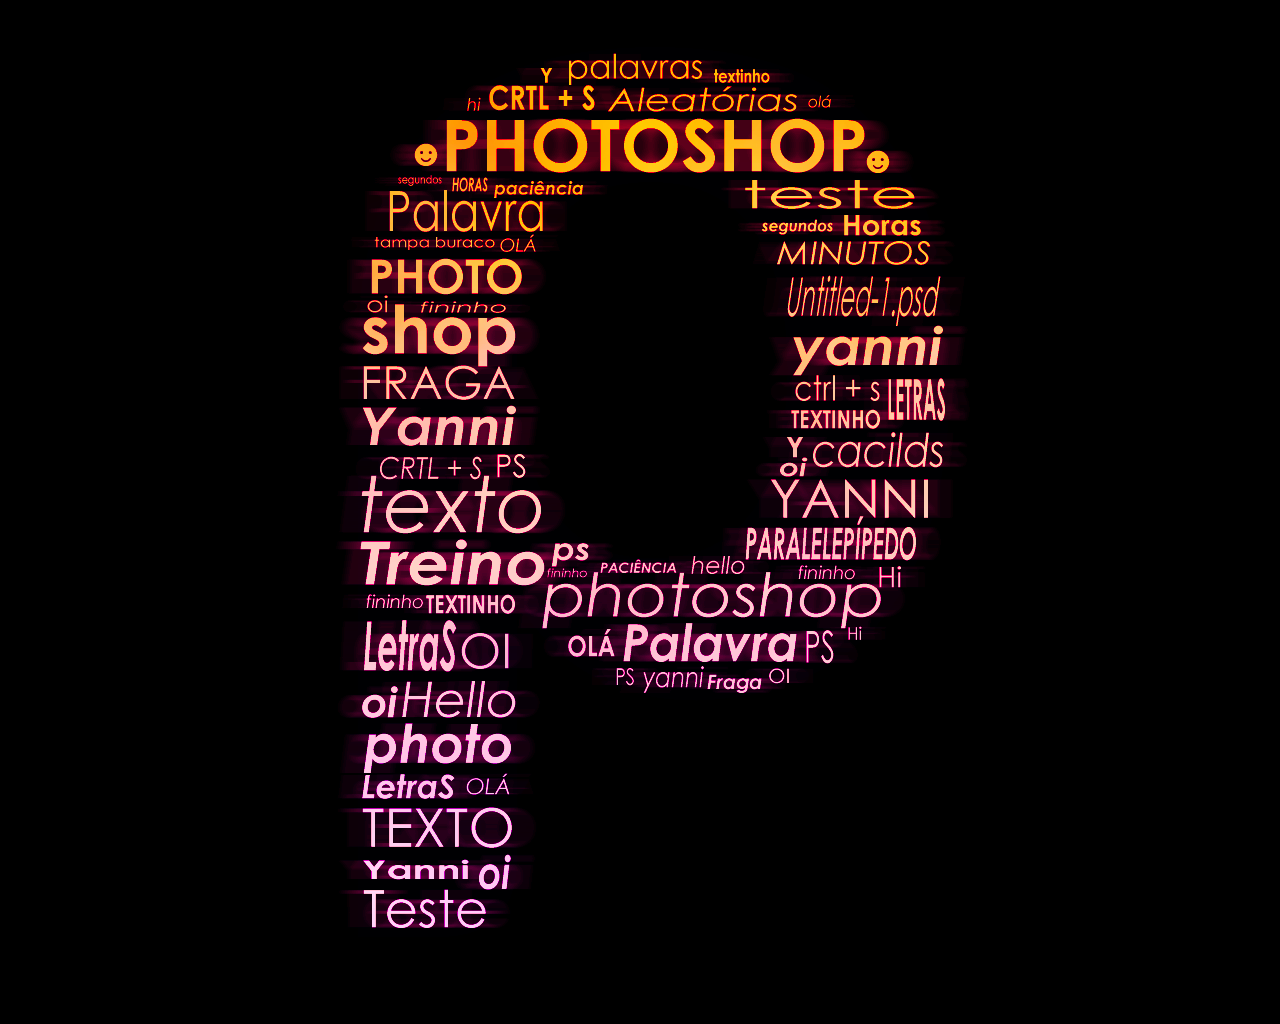 Y palavras textinho
hi CRTL + S Aleatórias olá
☻PHOTOSHOP☻
segundos HORAS paciência
Palavra
tampa buraco OLÁ
PHOTO
oi fininho
shop
FRAGA
Yanni
CRTL + S PS
texto
Treino ps
fininho PACIÊNCIA hello
fininho TEXTINHO
LetraS OI
oi Hello
photo
LetraS OLÁ
TEXTO
Yanni oi
Teste
teste
segundos Horas
MINUTOS
Untitled-1.psd
yanni
ctrl + s LETRAS
TEXTINHO
Y cacilds
oi
YANNI
PARALELEPÍPEDO
fininho Hi
photoshop
OLÁ Palavra PS Hi
PS yanni Fraga OI